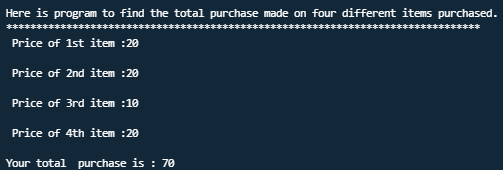 Here is program to find the total purchase made on four different items purchased.
*******************************************************************************
Price of 1st item :20
Price of 2nd item :20
Price of 3rd item :10
Price of 4th item :20
Your total  purchase is : 70